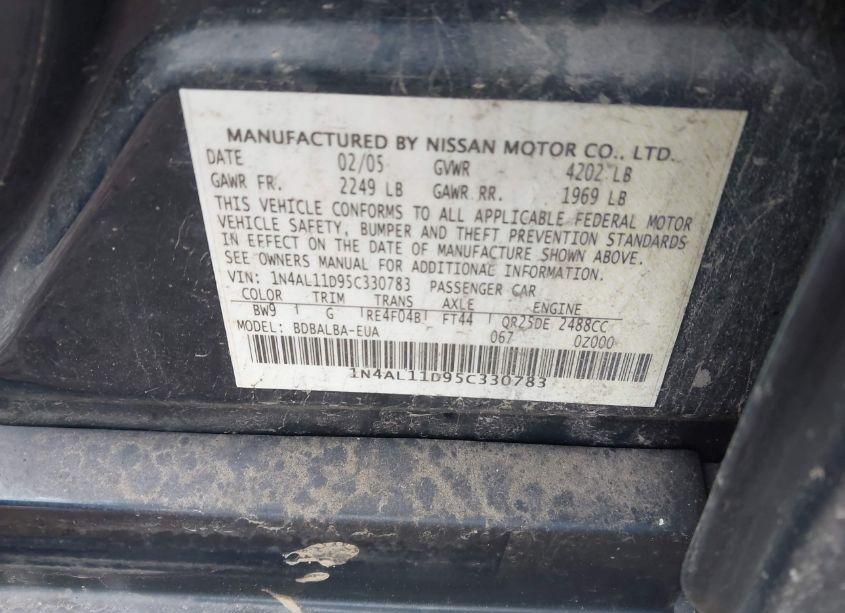 MANUFACTURED BY NISSAN MOTOR CO., LTD.
DATE 02/05 GVWR 4202 LB
GAWR FR. 2249 LB GAWR RR. 1969 LB
THIS VEHICLE CONFORMS TO ALL APPLICABLE FEDERAL MOTOR
VEHICLE SAFETY, BUMPER AND THEFT PREVENTION STANDARDS
IN EFFECT ON THE DATE OF MANUFACTURE SHOWN ABOVE.
SEE OWNERS MANUAL FOR ADDITIONAL INFORMATION.
VIN: 1N4AL11D95C330783 PASSENGER CAR
COLOR TRIM TRANS AXLE ENGINE
BW9 G RE4F04B FT44 QR25DE 2488CC
MODEL: BDBALBA-EUA 067 0Z000
1N4AL11D95C330783